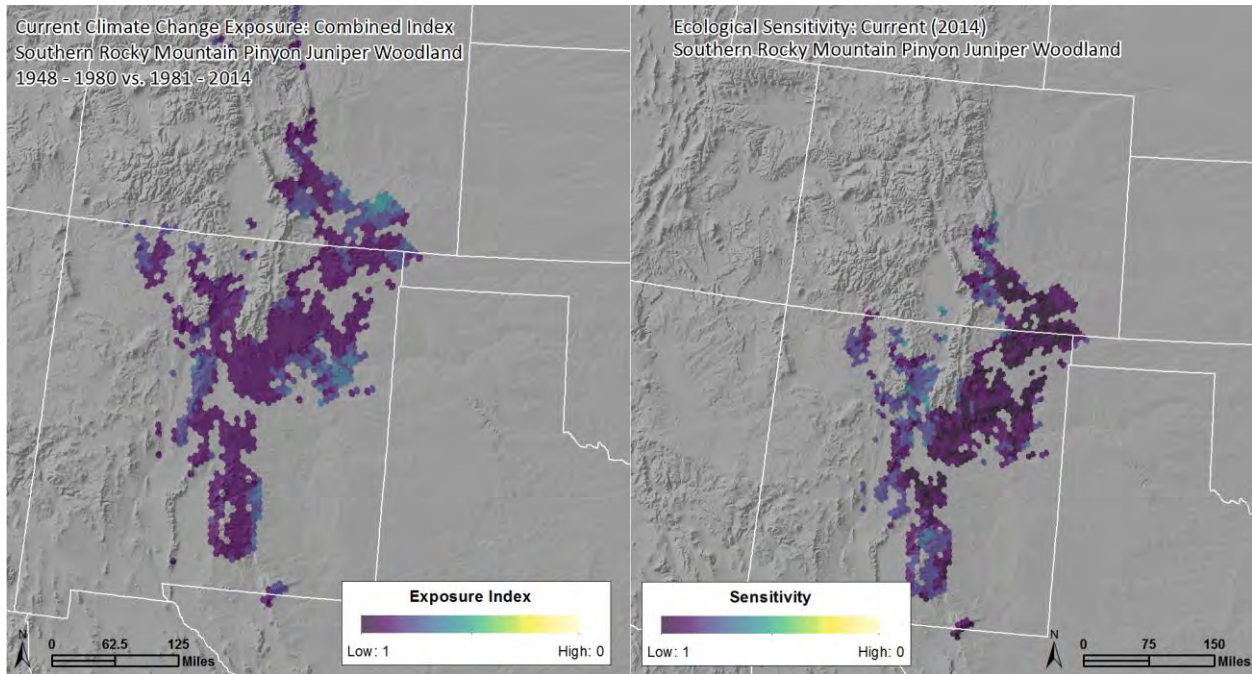 Current Climate Change Exposure: Combined Index
Southern Rocky Mountain Pinyon Juniper Woodland
1948 - 1980 vs. 1981 - 2014
Exposure Index
Low: 1 High: 0
N
0 62.5 125
Miles
Ecological Sensitivity: Current (2014)
Southern Rocky Mountain Pinyon Juniper Woodland
Sensitivity
Low: 1 High: 0
N
0 75 150
Miles